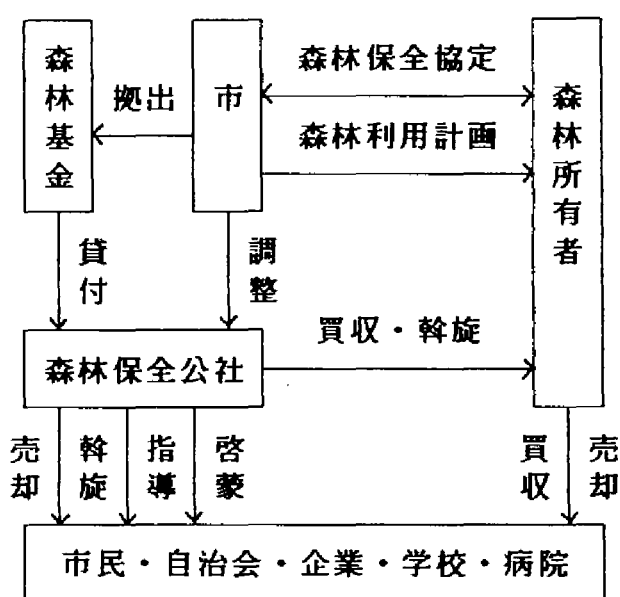 森林基金
拠出
市
森林保全協定
森林利用計画
森林所有者
貸付
調整
買収・斡旋
森林保全公社
売却
斡旋
指導
啓蒙
買収
売却
市民・自治会・企業・学校・病院